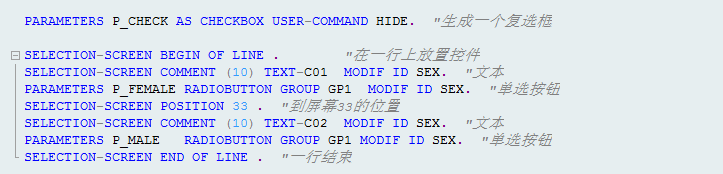 PARAMETERS P_CHECK AS CHECKBOX USER-COMMAND HIDE.  "生成一个复选框
SELECTION-SCREEN BEGIN OF LINE .        "在一行上放置控件
SELECTION-SCREEN COMMENT (10) TEXT-C01  MODIF ID SEX.  "文本
PARAMETERS P_FEMALE RADIOBUTTON GROUP GP1  MODIF ID SEX.  "单选按钮
SELECTION-SCREEN POSITION 33 .  "到屏幕33的位置
SELECTION-SCREEN COMMENT (10) TEXT-C02  MODIF ID SEX.  "文本
PARAMETERS P_MALE   RADIOBUTTON GROUP GP1 MODIF ID SEX.  "单选按钮
SELECTION-SCREEN END OF LINE .  "一行结束